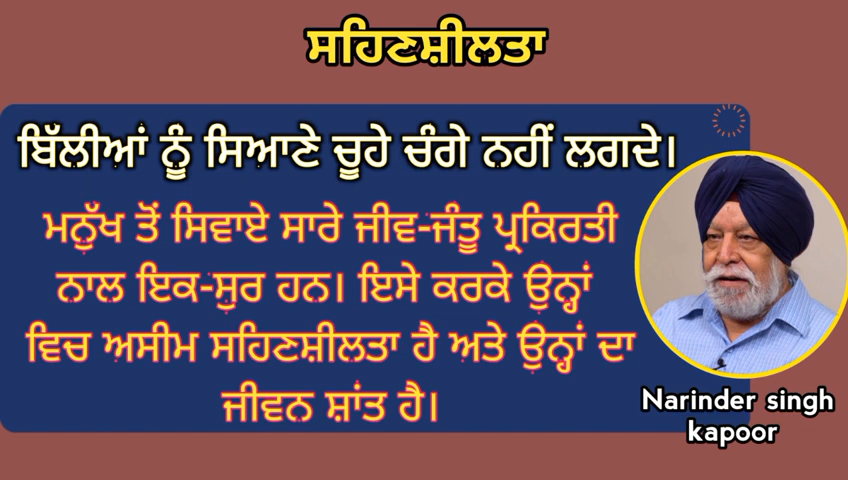 ਸਹਿਣਸ਼ੀਲਤਾ
ਬਿੱਲੀਆਂ ਨੂੰ ਸਿਆਣੇ ਚੂਹੇ ਚੰਗੇ ਨਹੀਂ ਲਗਦੇ।
ਮਨੁੱਖ ਤੋਂ ਸਿਵਾਏ ਸਾਰੇ ਜੀਵ-ਜੰਤੂ ਪ੍ਰਕਿਰਤੀ
ਨਾਲ ਇਕ-ਸੁਰ ਹਨ। ਇਸੇ ਕਰਕੇ ਉਨ੍ਹਾਂ
ਵਿਚ ਅਸੀਮ ਸਹਿਣਸ਼ੀਲਤਾ ਹੈ ਅਤੇ ਉਨ੍ਹਾਂ ਦਾ
ਜੀਵਨ ਸ਼ਾਂਤ ਹੈ।
Narinder singh
kapoor